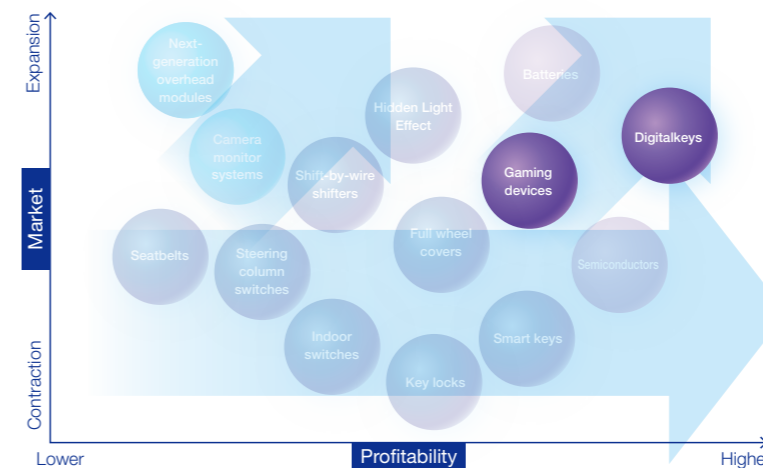 Expansion
Market
Contraction
Next-
generation
overhead
modules
Camera
monitor
systems
Shift-by-wire
shifters
Hidden Light
Effect
Batteries
Gaming
devices
Digitalkeys
Seatbelts
Steering
column
switches
Full wheel
covers
Semiconductors
Indoor
switches
Key locks
Smart keys
Lower
Profitability
Highe